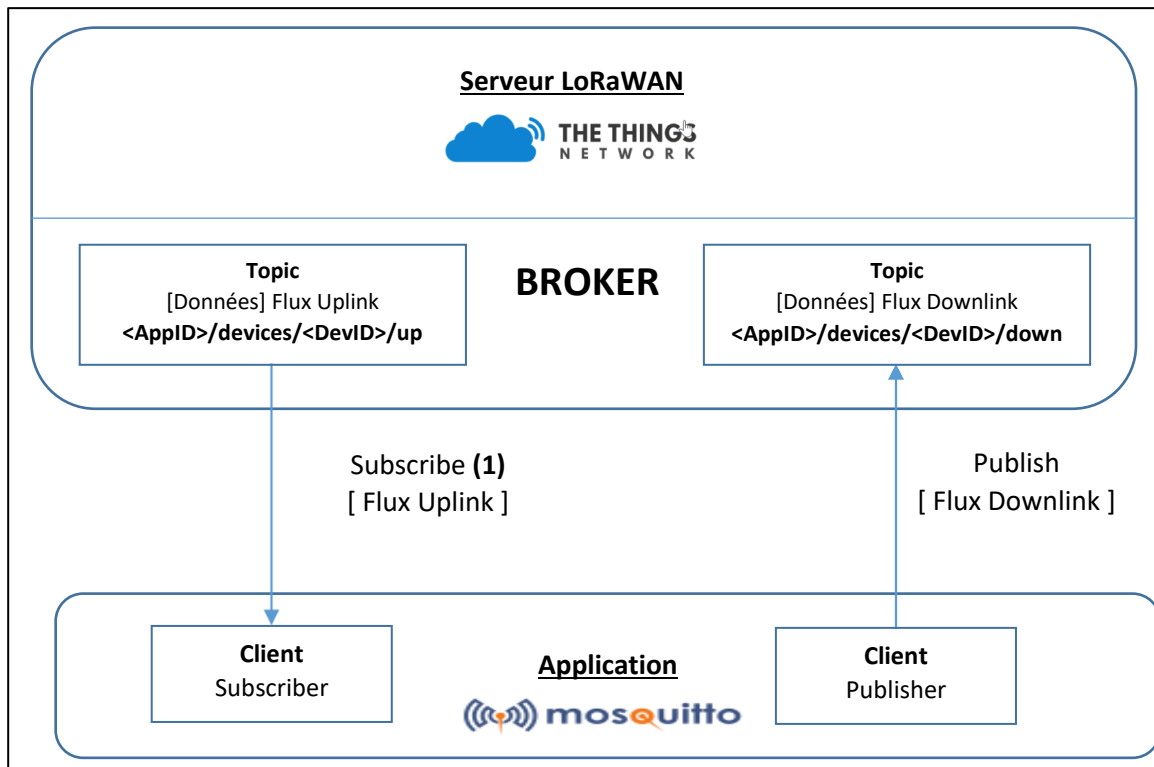 Serveur LoRaWAN
THE THINGS
NETWORK
Topic
[Données] Flux Uplink
<AppID>/devices/<DevID>/up
BROKER
Topic
[Données] Flux Downlink
<AppID>/devices/<DevID>/down
Subscribe (1)
[ Flux Uplink ]
Publish
[ Flux Downlink ]
Client
Subscriber
Application
mosquitto
Client
Publisher